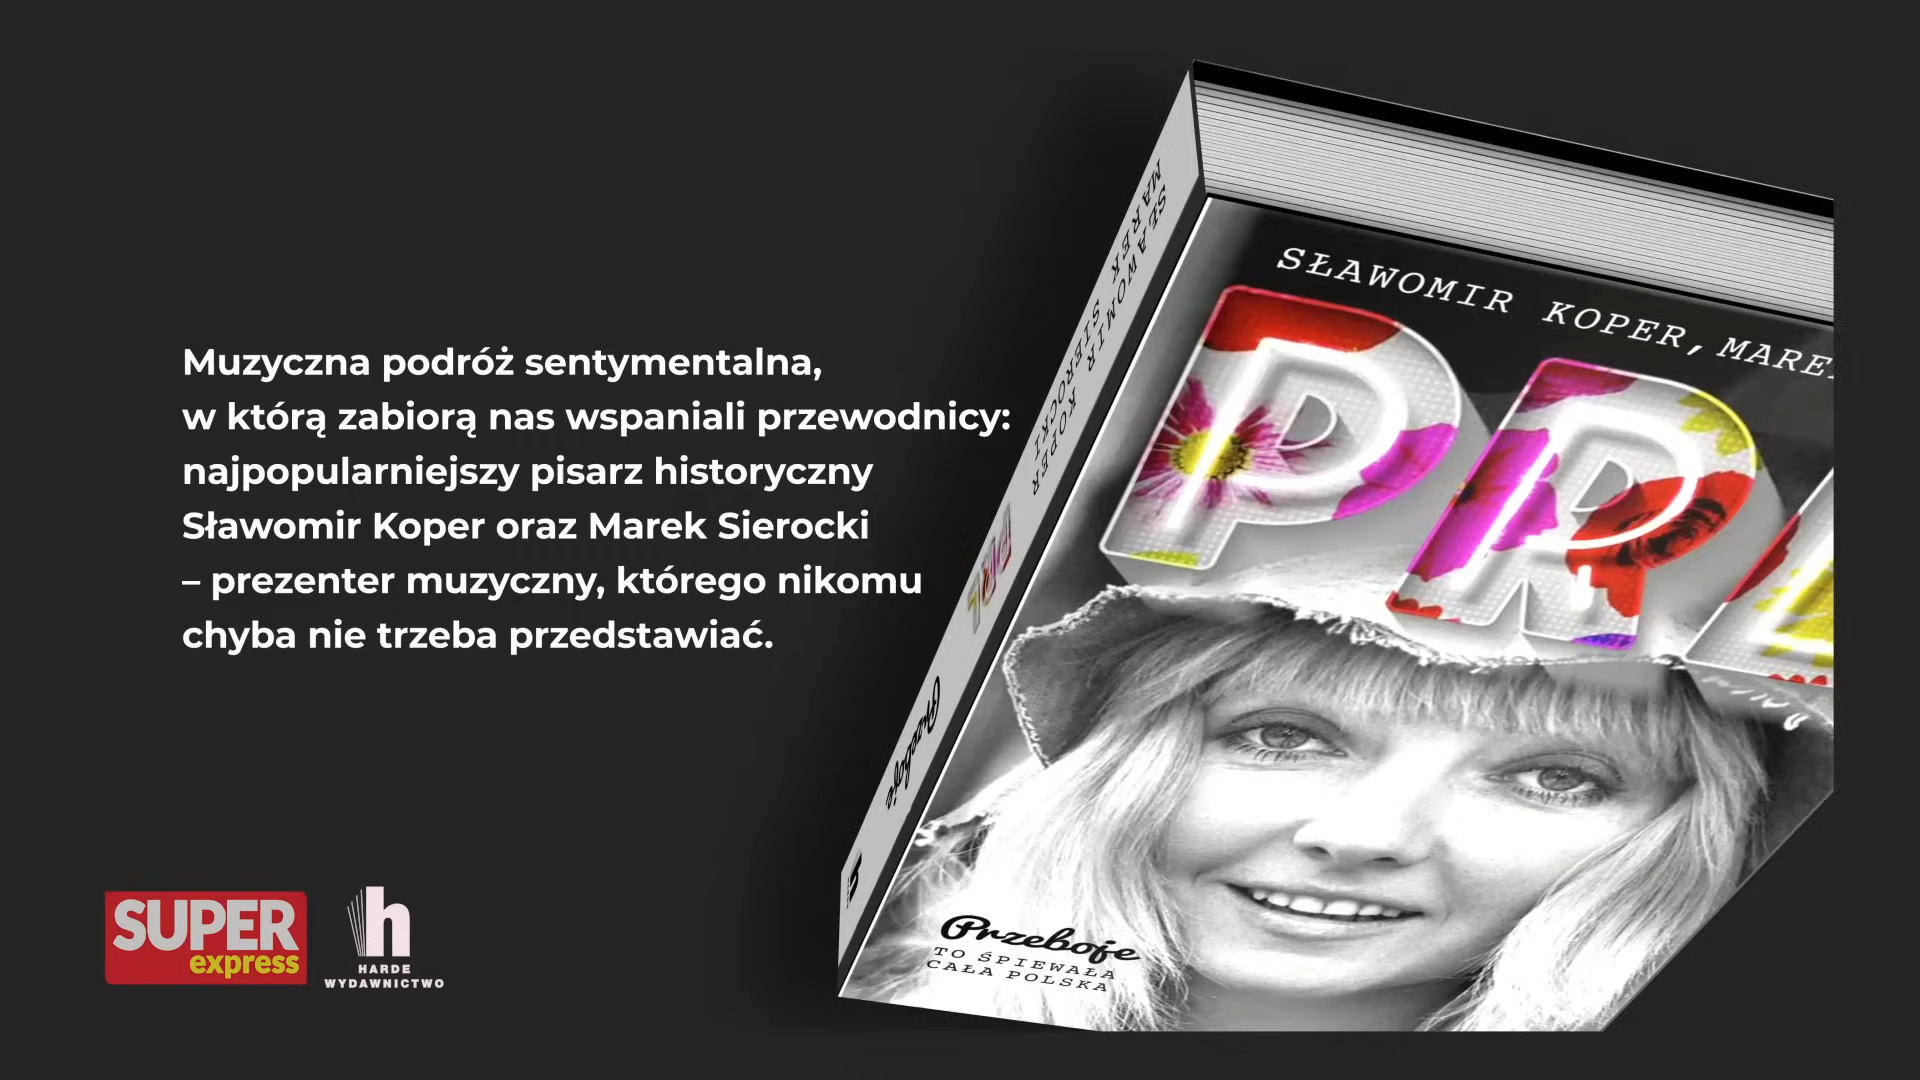 Muzyczna podróż sentymentalna,
w którą zabiorą nas wspaniali przewodnicy:
najpopularniejszy pisarz historyczny
Sławomir Koper oraz Marek Sierocki
– prezenter muzyczny, którego nikomu
chyba nie trzeba przedstawiać.
SUPER
express
h
HARDE
WYDAWNICTWO
SŁAWOMIR KOPER
MAREK SIEROCKI
PRL
Przeboje
h
SŁAWOMIR KOPER, MAREK
PRL
Przeboje
TO ŚPIEWAŁA
CAŁA POLSKA